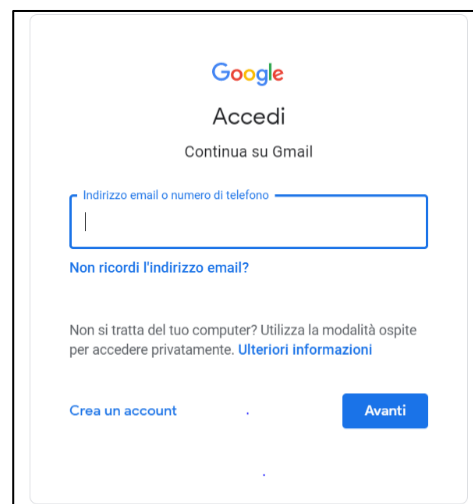 Google
Accedi
Continua su Gmail
Indirizzo email o numero di telefono
Non ricordi l'indirizzo email?
Non si tratta del tuo computer? Utilizza la modalità ospite
per accedere privatamente. Ulteriori informazioni
Crea un account
Avanti